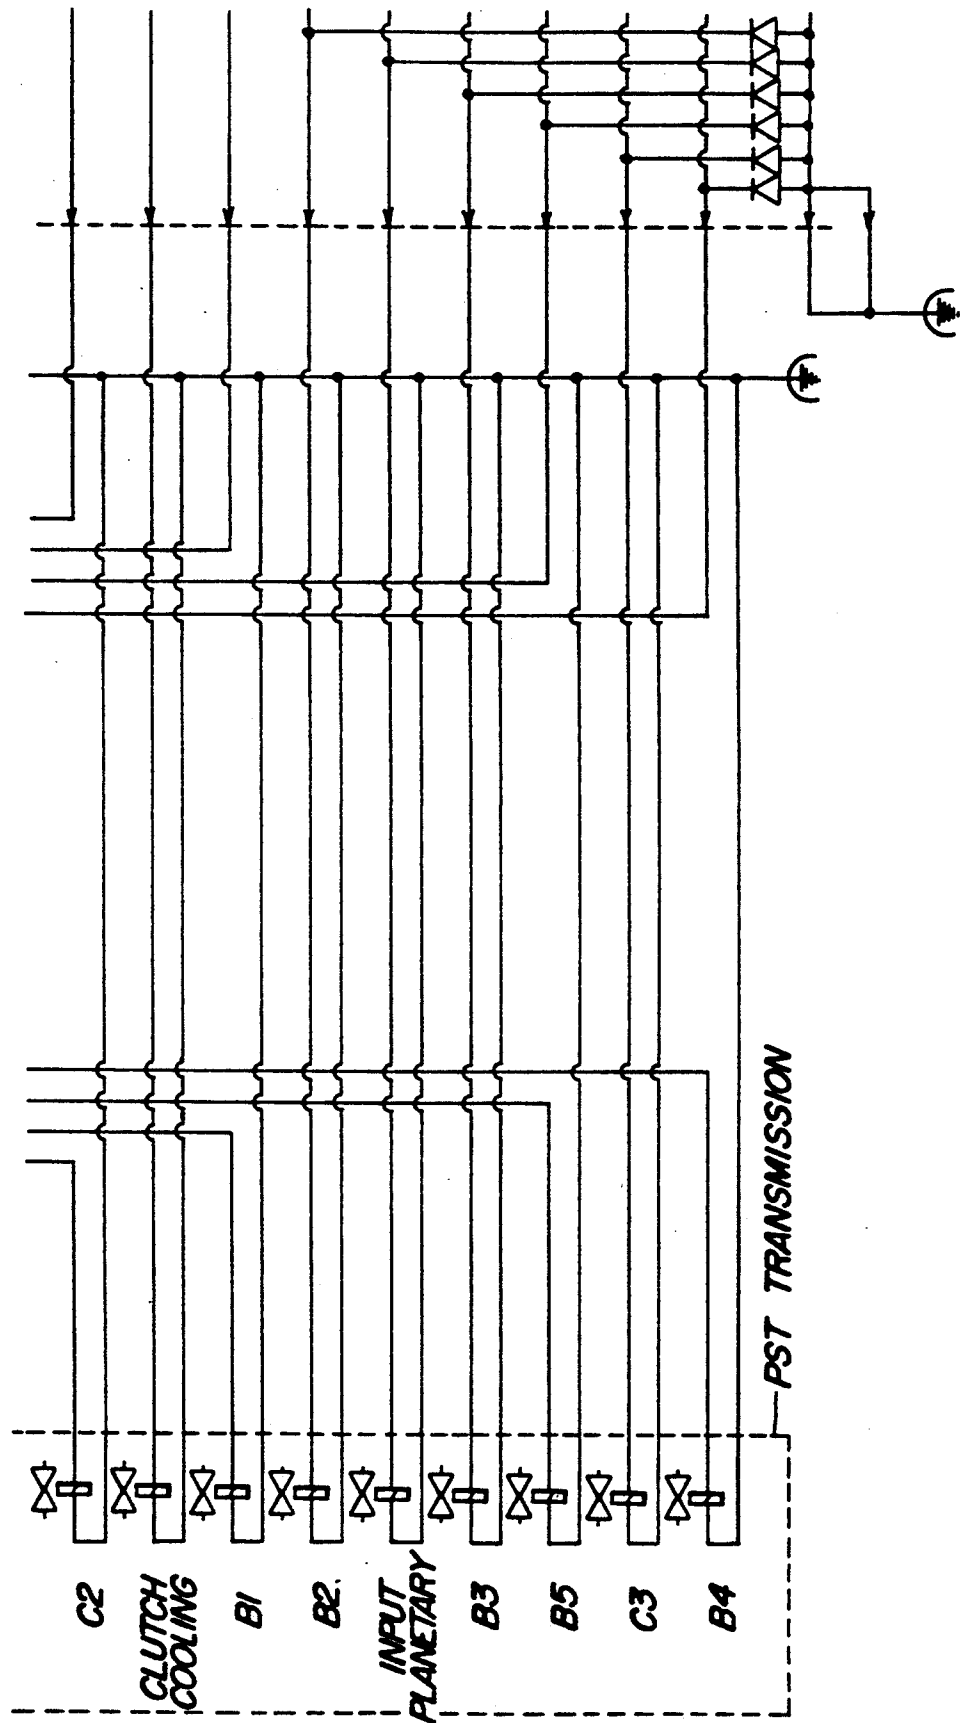 C2
CLUTCH
COOLING
B1
B2.
INPUT
PLANETARY
B3
B5
C3
B4
PST TRANSMISSION